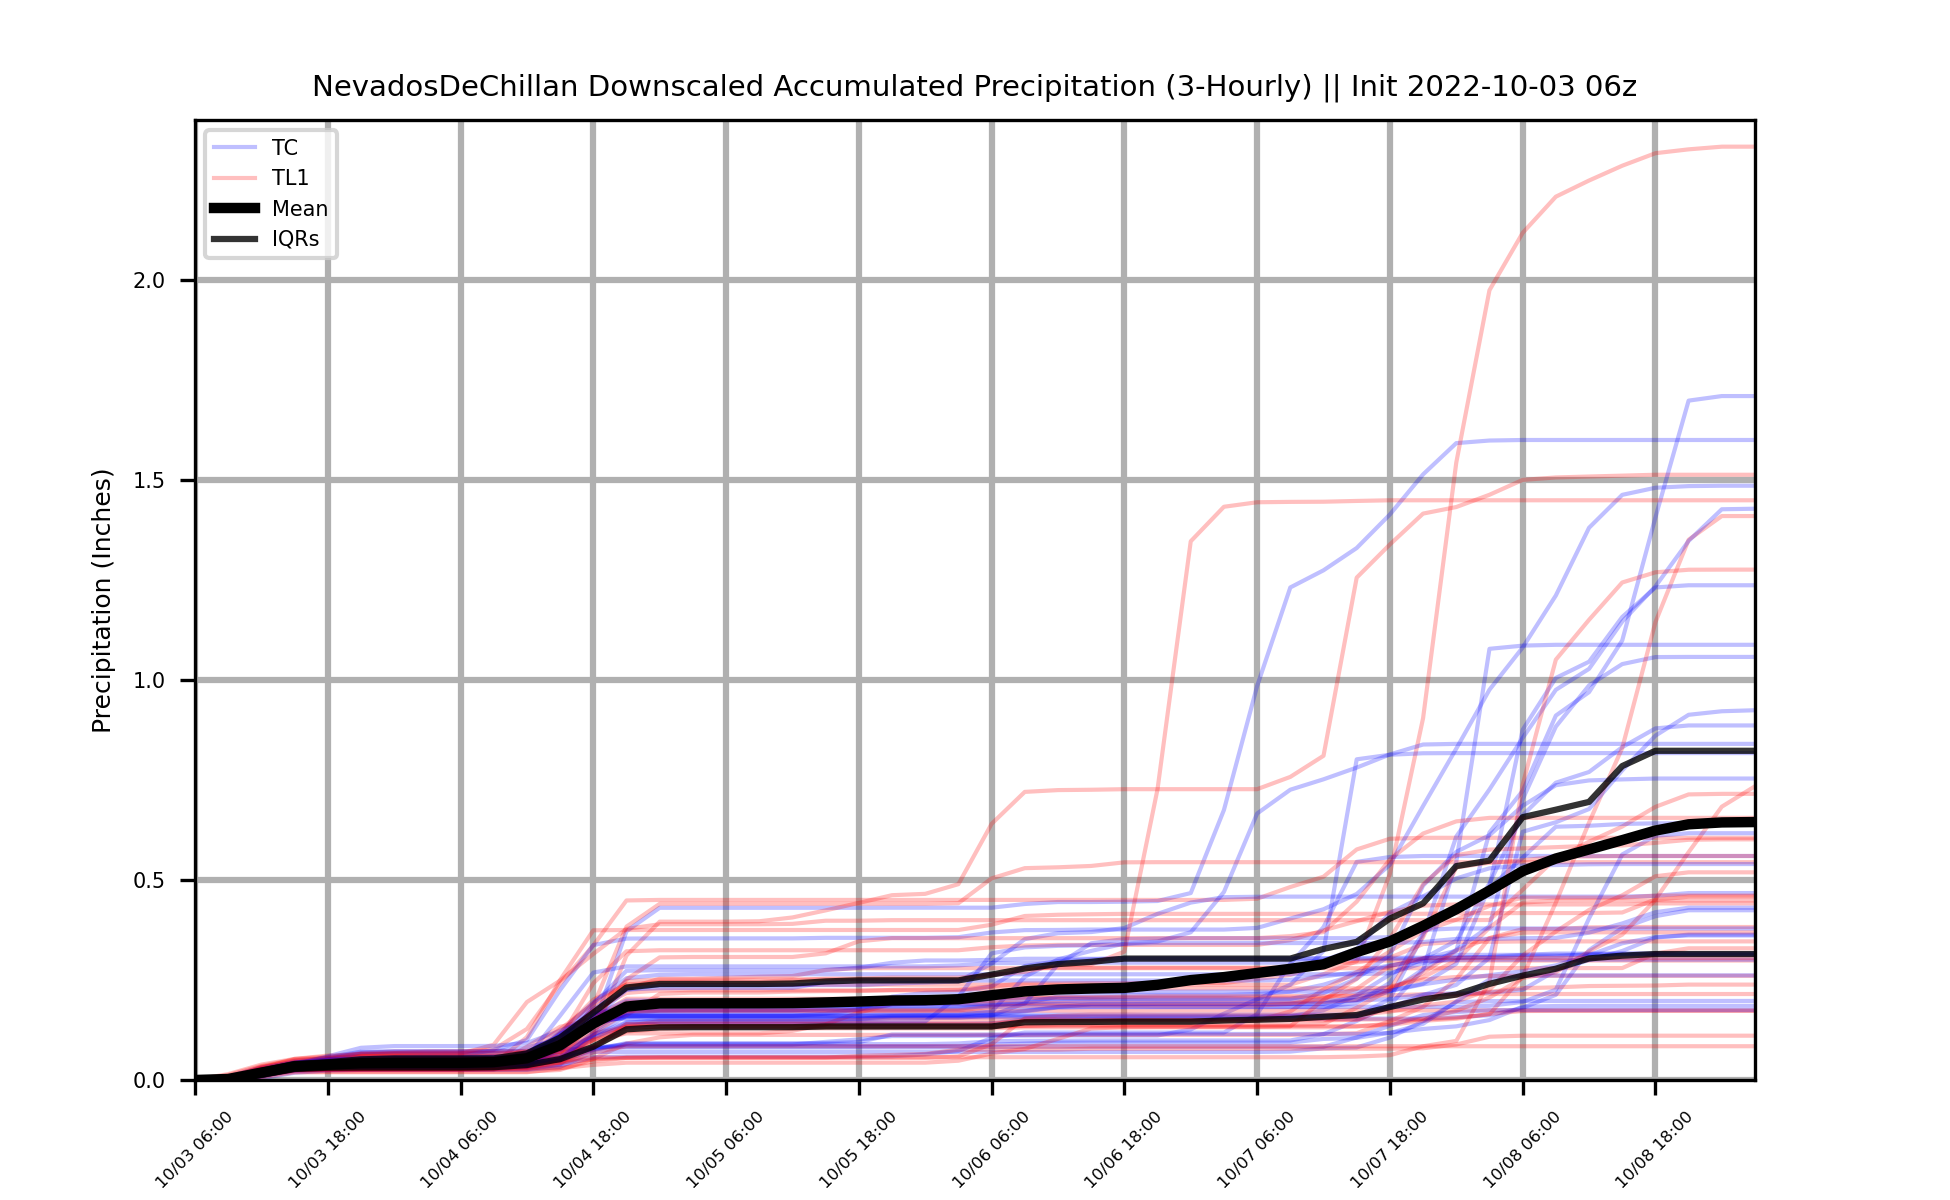 NevadosDeChillan Downscaled Accumulated Precipitation (3-Hourly) || Init 2022-10-03 06z
TC
TL1
Mean
IQRs
Precipitation (Inches)
2.0
1.5
1.0
0.5
0.0
10/03 06:00
10/03 18:00
10/04 06:00
10/04 18:00
10/05 06:00
10/05 18:00
10/06 06:00
10/06 18:00
10/07 06:00
10/07 18:00
10/08 06:00
10/08 18:00